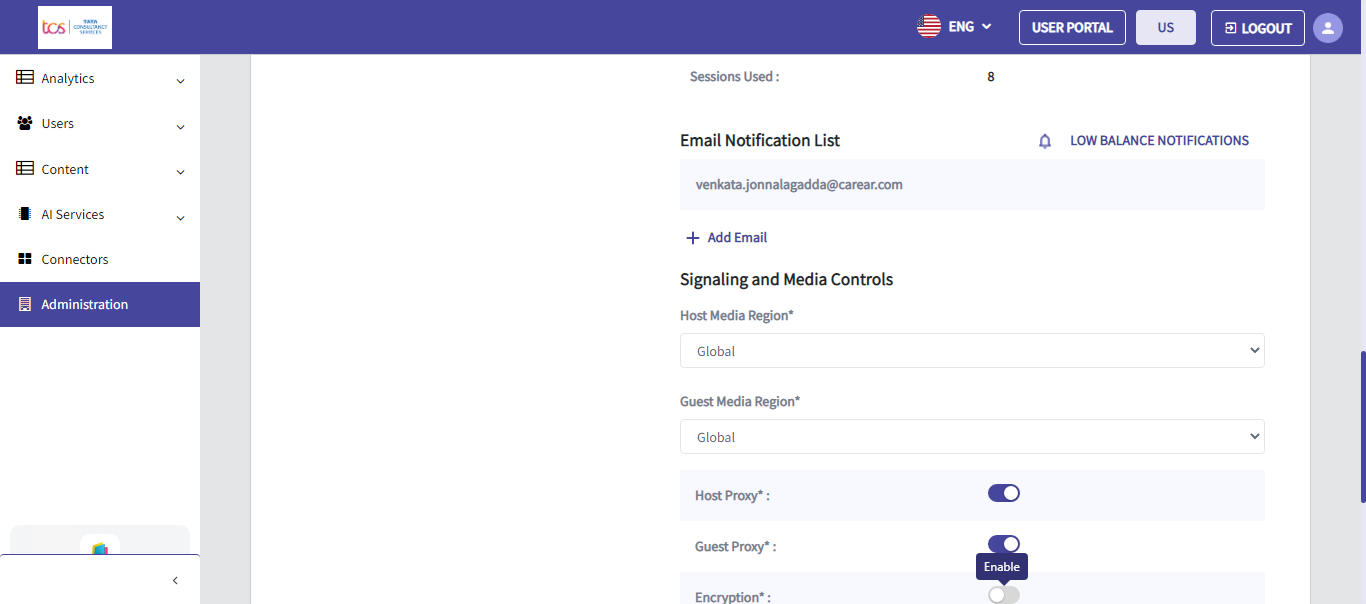 tcs TATA CONSULTANCY SERVICES
ENG
USER PORTAL
US
LOGOUT
Analytics
Users
Content
AI Services
Connectors
Administration
Sessions Used : 8
Email Notification List
LOW BALANCE NOTIFICATIONS
venkata.jonnalagadda@carear.com
Add Email
Signaling and Media Controls
Host Media Region*
Global
Guest Media Region*
Global
Host Proxy* :
Guest Proxy* :
Enable
Encryption* :